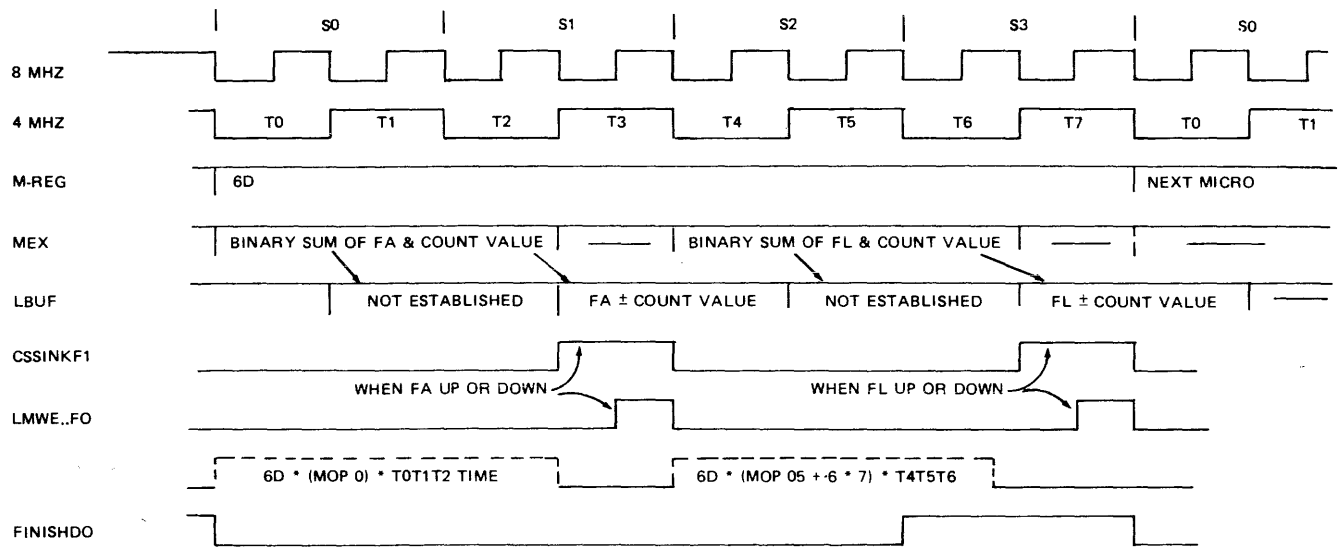 S0 S1 S2 S3 S0
8 MHZ
4 MHZ T0 T1 T2 T3 T4 T5 T6 T7 T0 T1
M-REG 6D NEXT MICRO
MEX BINARY SUM OF FA & COUNT VALUE BINARY SUM OF FL & COUNT VALUE
LBUF NOT ESTABLISHED FA ± COUNT VALUE NOT ESTABLISHED FL ± COUNT VALUE
CSSINKF1
WHEN FA UP OR DOWN WHEN FL UP OR DOWN
LMWE..FO
6D * (MOP 0) * T0T1T2 TIME 6D * (MOP 05 + -6 * 7) * T4T5T6
FINISHDO